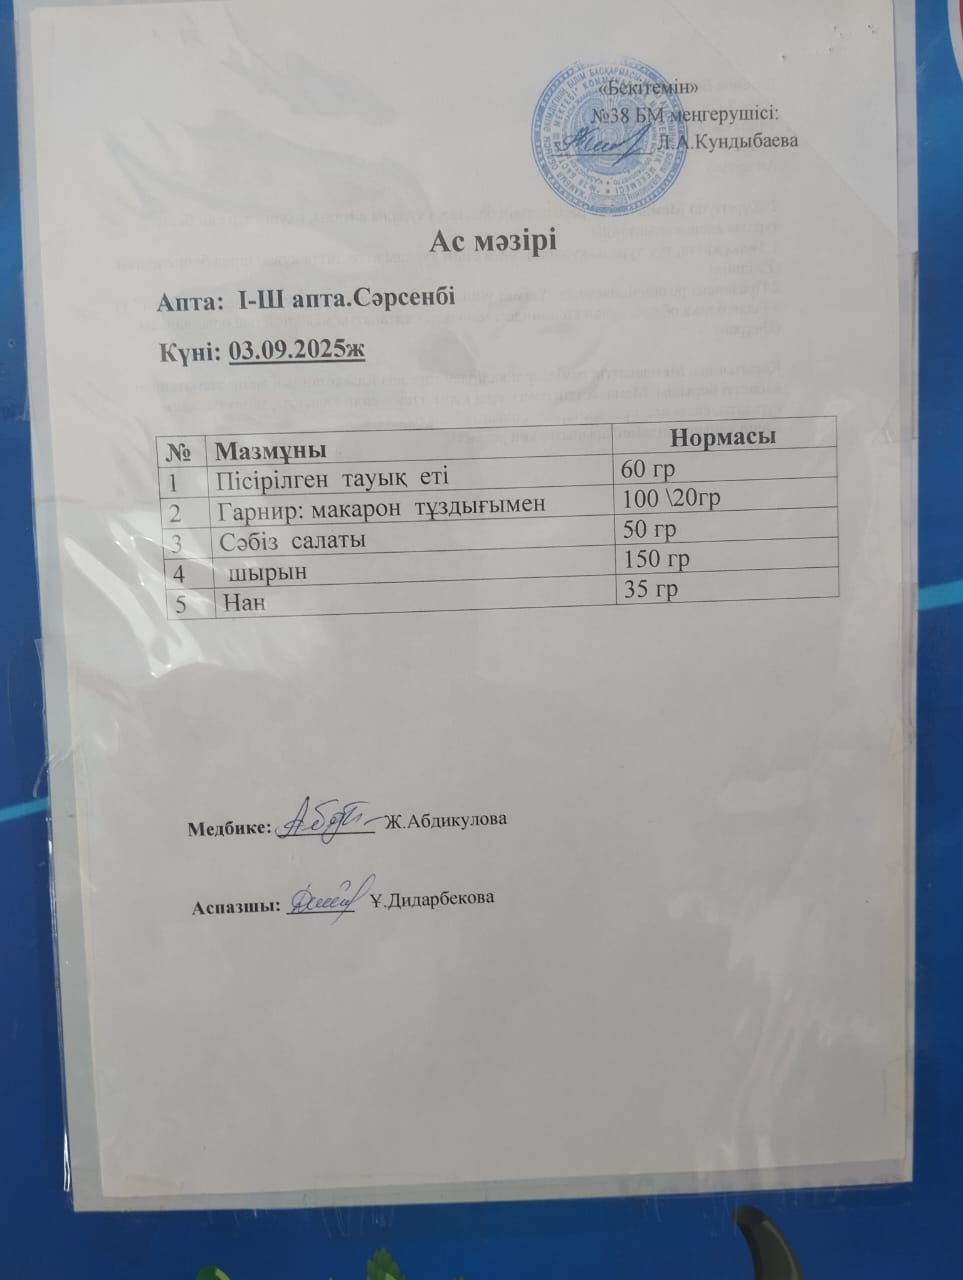 «Бекітемін»
№38 БМ меңгерушісі:
Л.А.Кундыбаева
Ас мәзірі
Апта: І-ІІІ апта.Сәрсенбі
Күні: 03.09.2025ж
№ Мазмұны Нормасы
1 Пісірілген тауық еті 60 гр
2 Гарнир: макарон тұздығымен 100 \20гр
3 Сәбіз салаты 50 гр
4 шырын 150 гр
5 Нан 35 гр
Медбике: Ж.Абдикулова
Аспазшы: Ұ.Дидарбекова